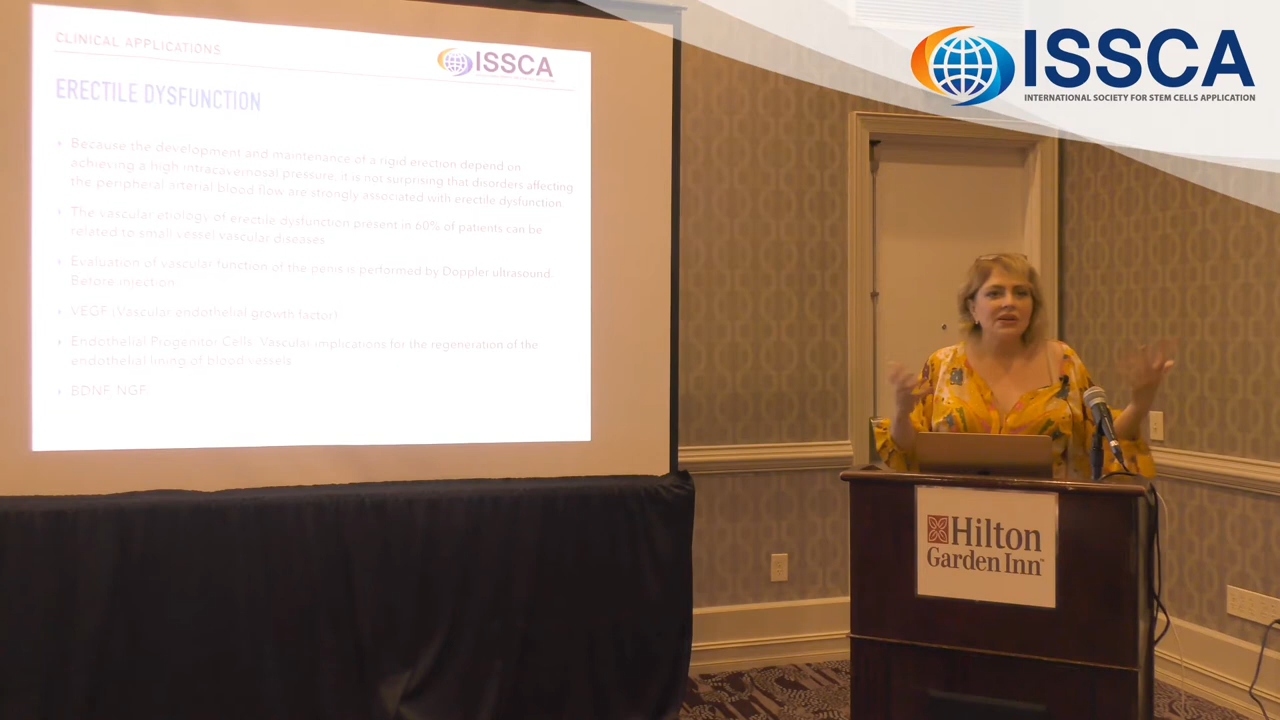 CLINICAL APPLICATIONS
ISSCA
ERECTILE DYSFUNCTION
Because the development and maintenance of a rigid erection depend on
achieving a high intracavernosal pressure, it is not surprising that disorders affecting
the peripheral arterial blood flow are strongly associated with erectile dysfunction.
The vascular etiology of erectile dysfunction present in 60% of patients can be
related to small vessel vascular diseases.
Evaluation of vascular function of the penis is performed by Doppler ultrasound.
Before injection.
VEGF (Vascular endothelial growth factor)
Endothelial Progenitor Cells. Vascular implications for the regeneration of the
endothelial lining of blood vessels.
BDNF, NGF.
ISSCA
INTERNATIONAL SOCIETY FOR STEM CELLS APPLICATION
Hilton
Garden Inn™